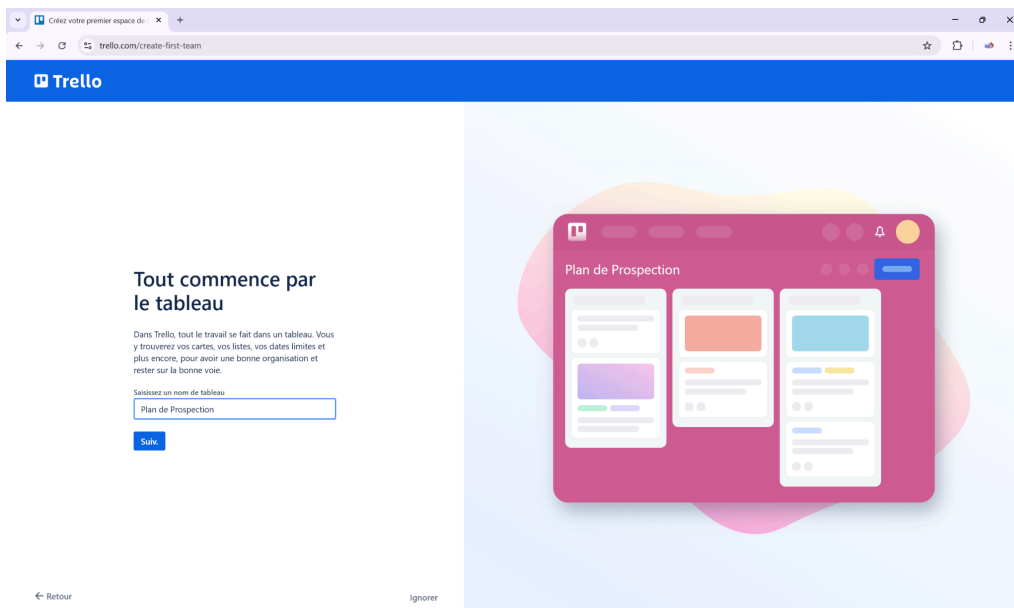 Créez votre premier espace de
trello.com/create-first-team
Trello
Tout commence par
le tableau
Dans Trello, tout le travail se fait dans un tableau. Vous
y trouverez vos cartes, vos listes, vos dates limites et
plus encore, pour avoir une bonne organisation et
rester sur la bonne voie.
Saisissez un nom de tableau
Plan de Prospection
Suiv.
Retour
Ignorer
Plan de Prospection